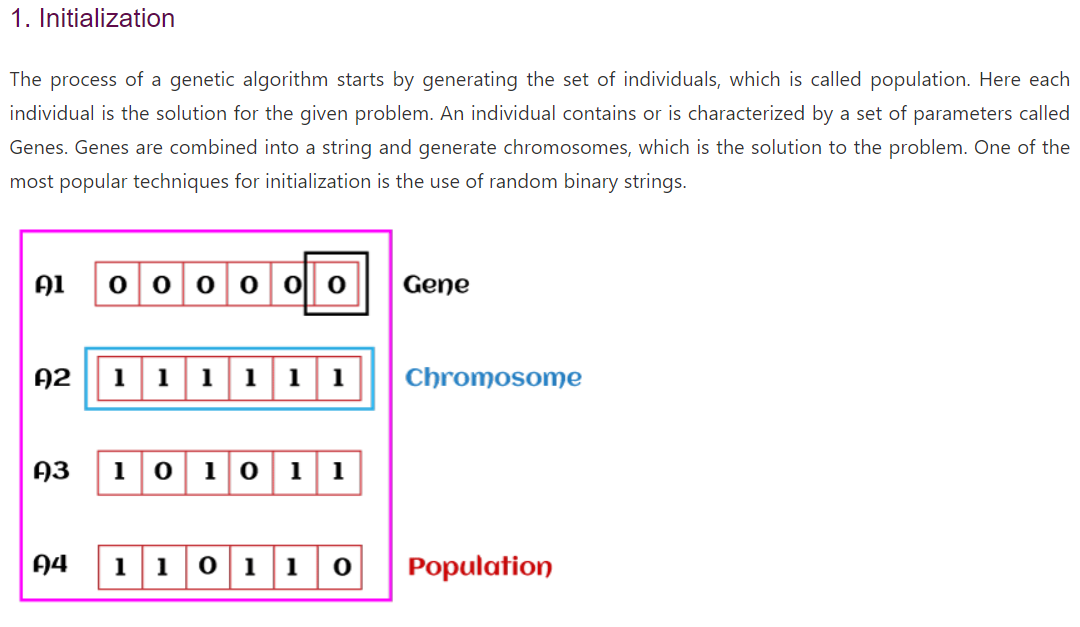 1. Initialization
The process of a genetic algorithm starts by generating the set of individuals, which is called population. Here each
individual is the solution for the given problem. An individual contains or is characterized by a set of parameters called
Genes. Genes are combined into a string and generate chromosomes, which is the solution to the problem. One of the
most popular techniques for initialization is the use of random binary strings.
A1 0 0 0 0 0 0 Gene
A2 1 1 1 1 1 1 Chromosome
A3 1 0 1 0 1 1
A4 1 1 0 1 1 0 Population